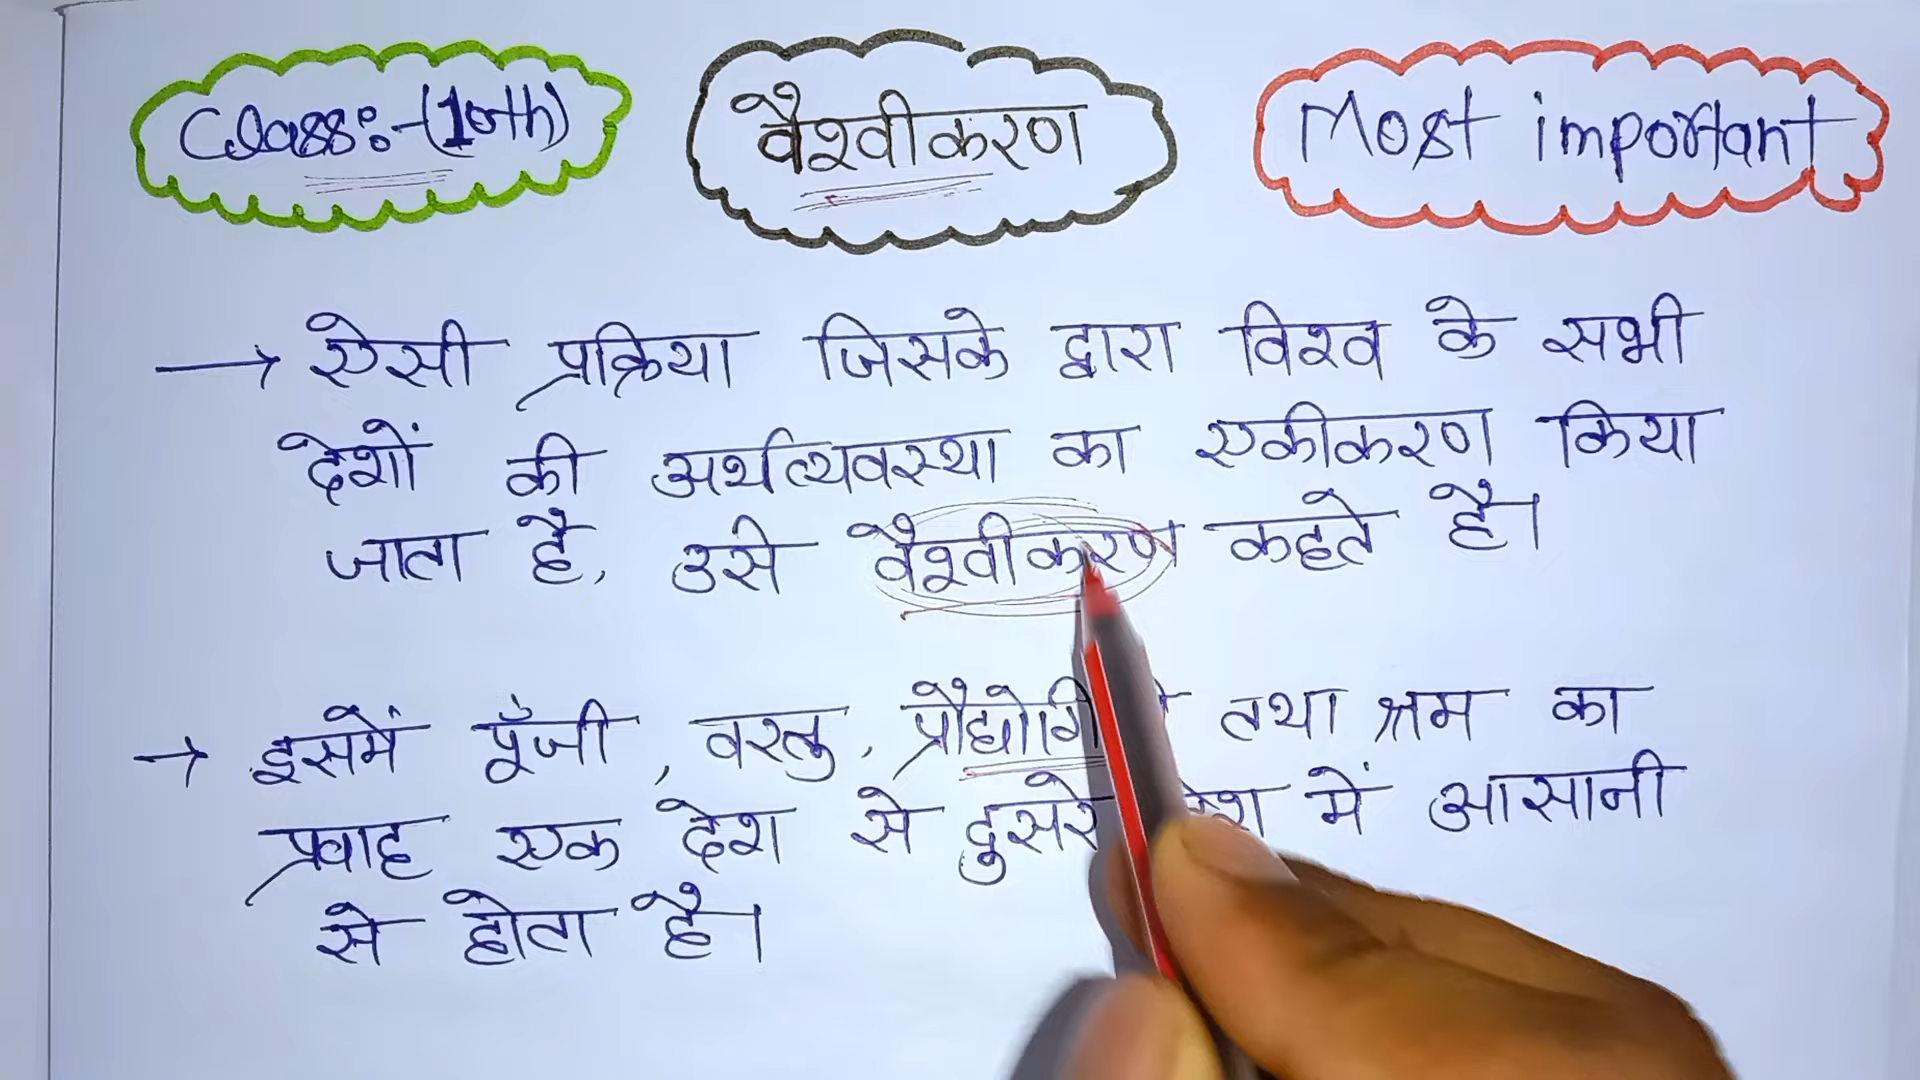 Class:-(10th)
वैश्वीकरण
Most important
→ ऐसी प्रक्रिया जिसके द्वारा विश्व के सभी
देशों की अर्थव्यवस्था का एकीकरण किया
जाता है, उसे वैश्वीकरण कहते है।
→ इसमें पूँजी, वस्तु, तथा श्रम का
प्रवाह एक देश से दुसरे में आसानी
से होता है।